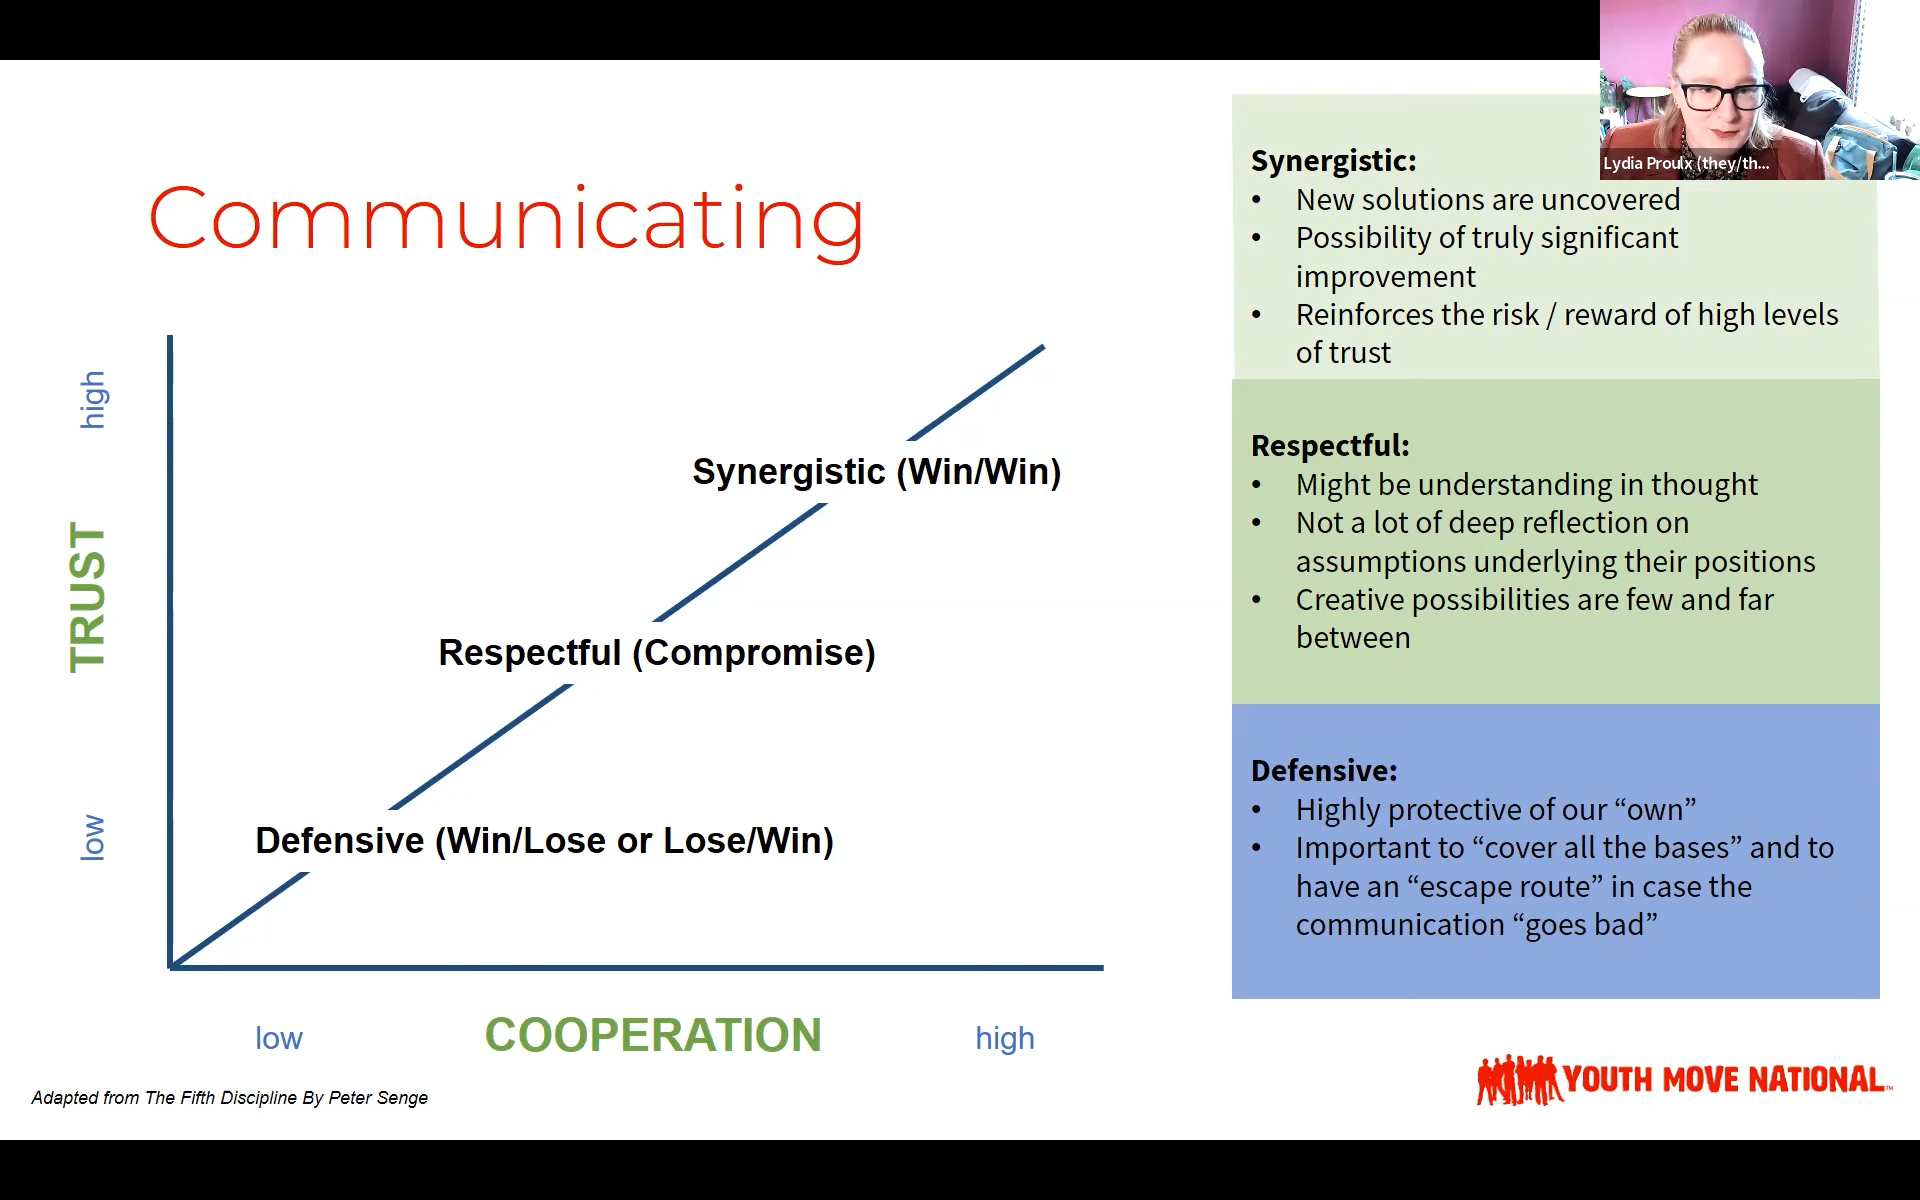 Lydia Proulx (they/th...
Communicating
high
TRUST
low
Synergistic (Win/Win)
Respectful (Compromise)
Defensive (Win/Lose or Lose/Win)
low
COOPERATION
high
Adapted from The Fifth Discipline By Peter Senge
Synergistic:
• New solutions are uncovered
• Possibility of truly significant
improvement
• Reinforces the risk / reward of high levels
of trust
Respectful:
• Might be understanding in thought
• Not a lot of deep reflection on
assumptions underlying their positions
• Creative possibilities are few and far
between
Defensive:
• Highly protective of our “own”
• Important to “cover all the bases” and to
have an “escape route” in case the
communication “goes bad”
YOUTH MOVE NATIONAL™